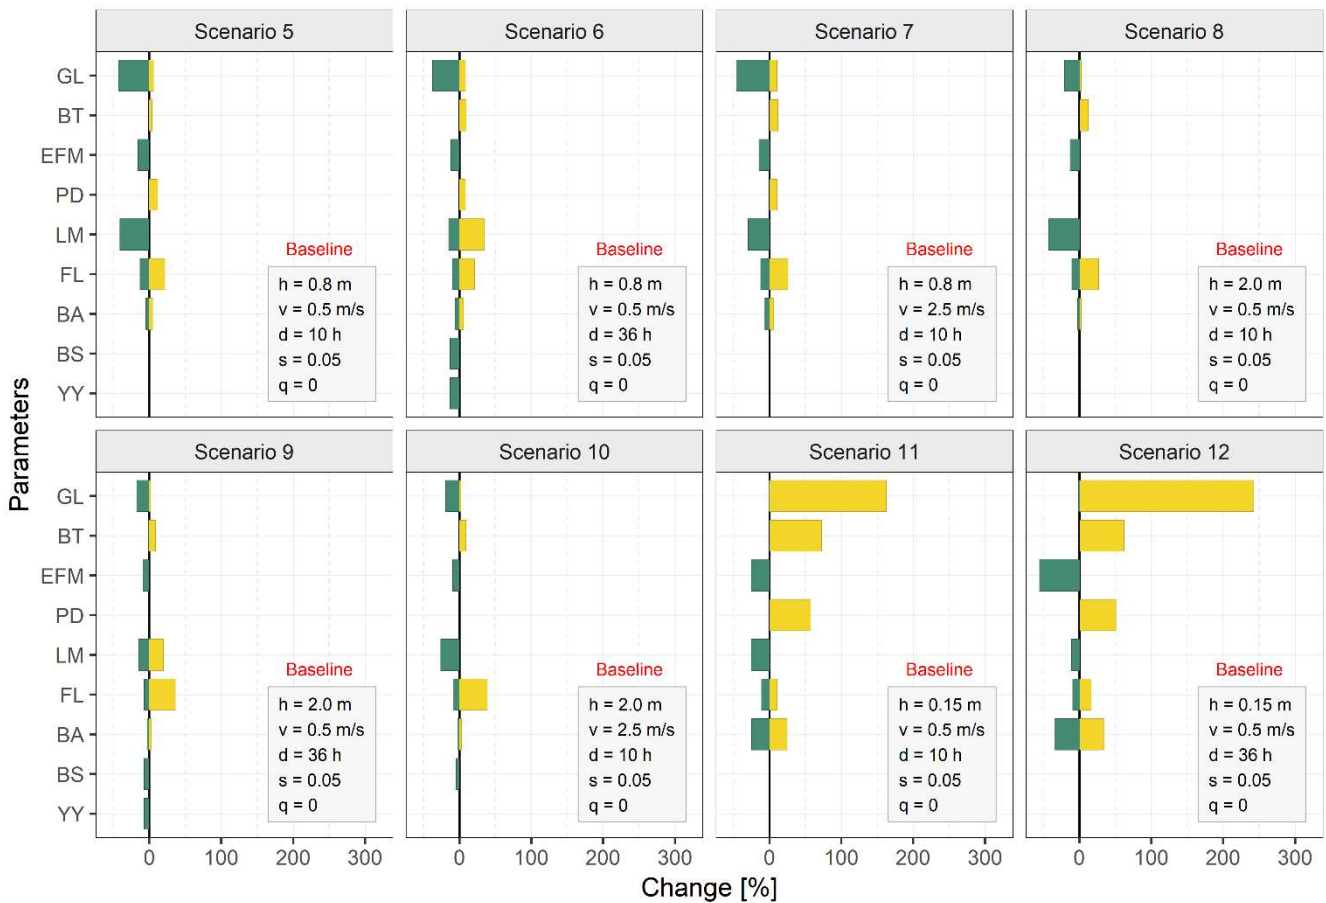 Scenario 5
Scenario 6
Scenario 7
Scenario 8
GL
BT
EFM
PD
LM
FL
BA
BS
YY
Baseline
h = 0.8 m
v = 0.5 m/s
d = 10 h
s = 0.05
q = 0
Baseline
h = 0.8 m
v = 0.5 m/s
d = 36 h
s = 0.05
q = 0
Baseline
h = 0.8 m
v = 2.5 m/s
d = 10 h
s = 0.05
q = 0
Baseline
h = 2.0 m
v = 0.5 m/s
d = 10 h
s = 0.05
q = 0
Parameters
Scenario 9
Scenario 10
Scenario 11
Scenario 12
GL
BT
EFM
PD
LM
FL
BA
BS
YY
Baseline
h = 2.0 m
v = 0.5 m/s
d = 36 h
s = 0.05
q = 0
Baseline
h = 2.0 m
v = 2.5 m/s
d = 10 h
s = 0.05
q = 0
Baseline
h = 0.15 m
v = 0.5 m/s
d = 10 h
s = 0.05
q = 0
Baseline
h = 0.15 m
v = 0.5 m/s
d = 36 h
s = 0.05
q = 0
0 100 200 300
0 100 200 300
0 100 200 300
0 100 200 300
Change [%]